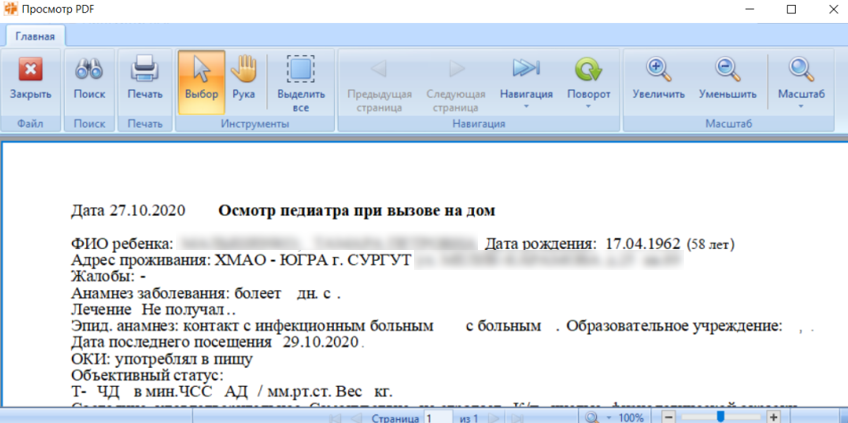 Просмотр PDF
Главная
Закрыть Поиск Печать Выбор Рука Выделить все Предыдущая страница Следующая страница Навигация Поворот Увеличить Уменьшить Масштаб
Файл Поиск Печать Инструменты Навигация Масштаб
Дата 27.10.2020 Осмотр педиатра при вызове на дом
ФИО ребенка: Дата рождения: 17.04.1962 (58 лет)
Адрес проживания: ХМАО - ЮГРА г. СУРГУТ
Жалобы: -
Анамнез заболевания: болеет дн. с .
Лечение Не получал..
Эпид. анамнез: контакт с инфекционным больным с больным . Образовательное учреждение: , .
Дата последнего посещения 29.10.2020 .
ОКИ: употреблял в пищу
Объективный статус:
Т- ЧД в мин.ЧСС АД / мм.рт.ст. Вес кг.
Страница 1 из 1 100%